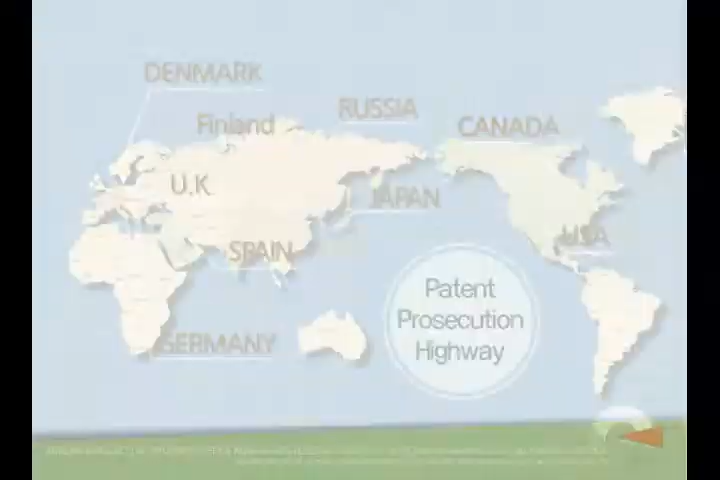 DENMARK
Finland
RUSSIA
CANADA
U.K
JAPAN
SPAIN
USA
Patent
Prosecution
Highway
GERMANY